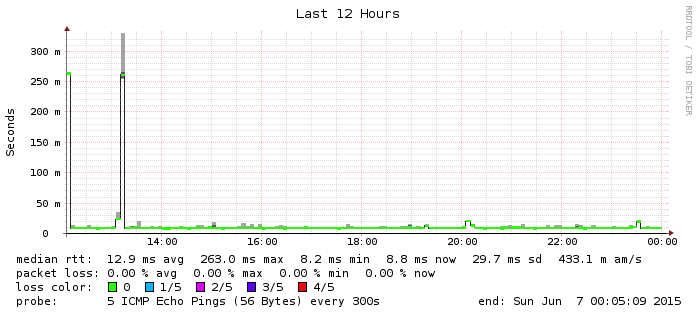 Last 12 Hours
RRDTOOL / TOBI OETIKER
Seconds
300 m
250 m
200 m
150 m
100 m
50 m
0
14:00 16:00 18:00 20:00 22:00 00:00
median rtt: 12.9 ms avg 263.0 ms max 8.2 ms min 8.8 ms now 29.7 ms sd 433.1 m am/s
packet loss: 0.00 % avg 0.00 % max 0.00 % min 0.00 % now
loss color: 0 1/5 2/5 3/5 4/5
probe: 5 ICMP Echo Pings (56 Bytes) every 300s end: Sun Jun 7 00:05:09 2015